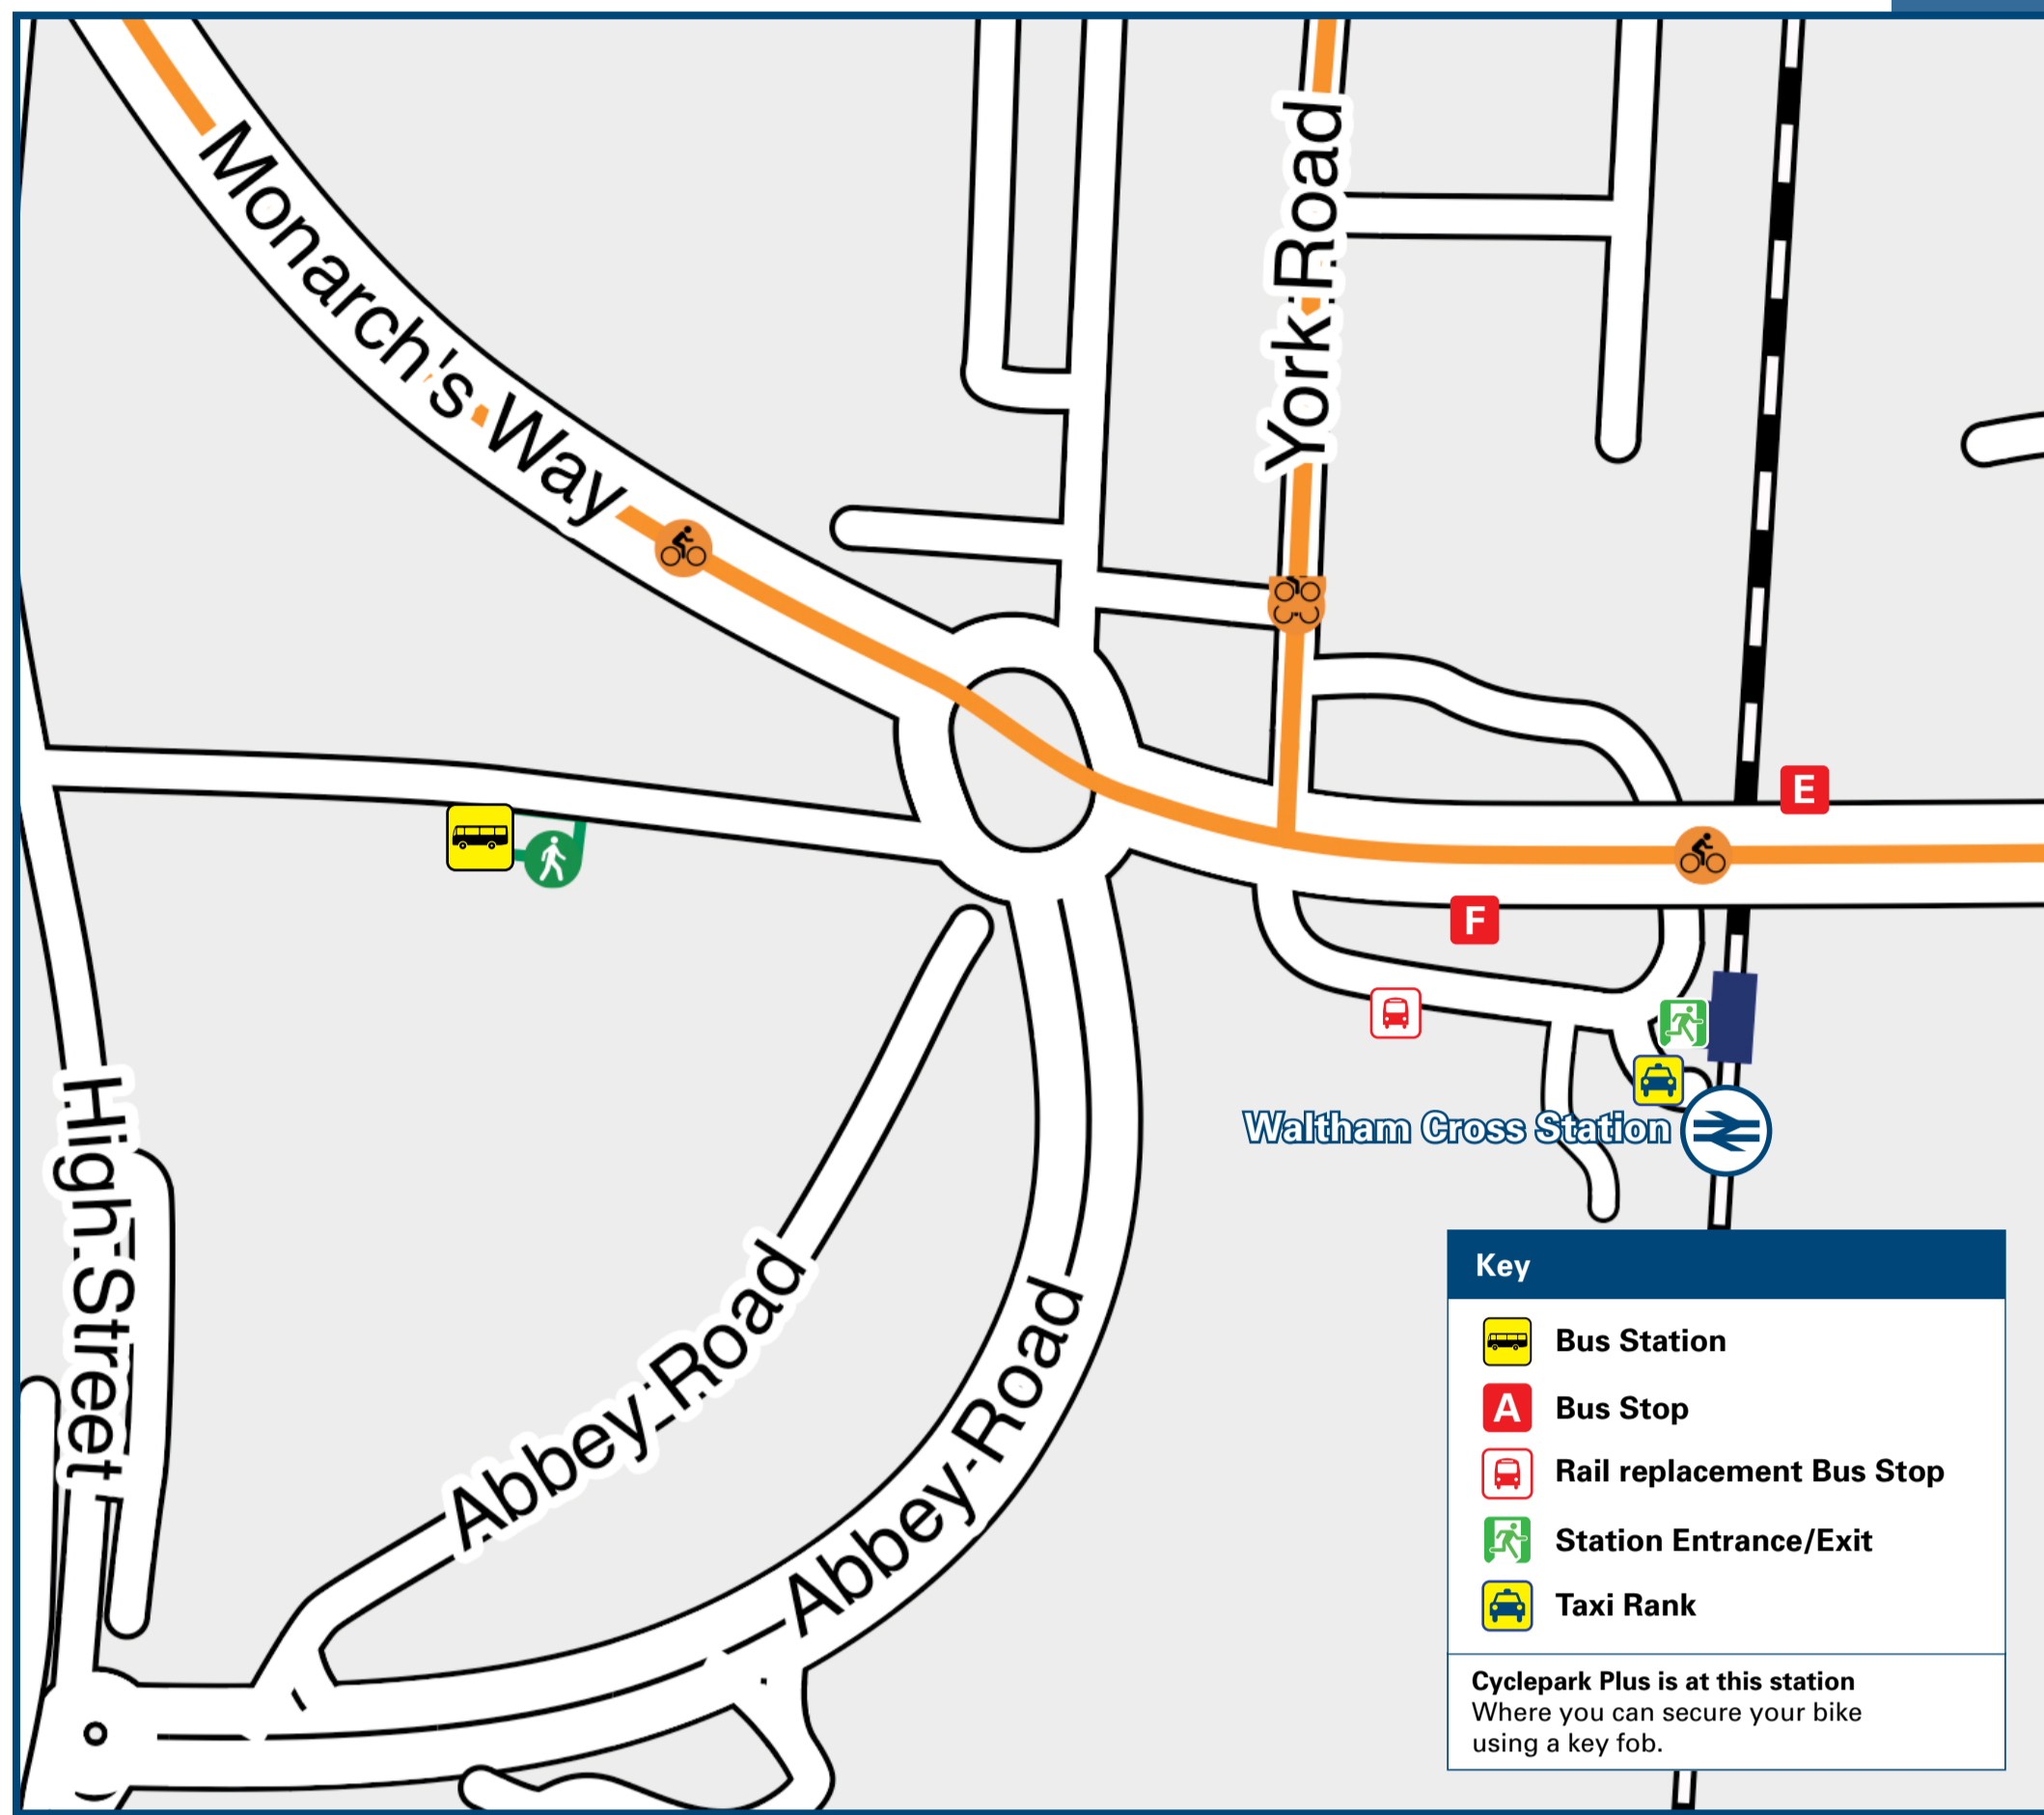 Monarch's Way
York Road
E
F
Waltham Cross Station
High Street
Abbey Road
Abbey Road
Key
Bus Station
A Bus Stop
Rail replacement Bus Stop
Station Entrance/Exit
Taxi Rank
Cyclepark Plus is at this station
Where you can secure your bike
using a key fob.